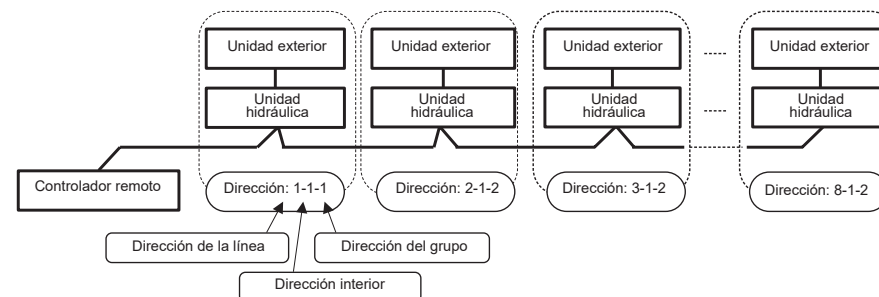 Unidad exterior
Unidad exterior
Unidad exterior
Unidad exterior
Unidad
hidráulica
Unidad
hidráulica
Unidad
hidráulica
Unidad
hidráulica
Controlador remoto
Dirección: 1-1-1
Dirección: 2-1-2
Dirección: 3-1-2
Dirección: 8-1-2
Dirección de la línea
Dirección del grupo
Dirección interior